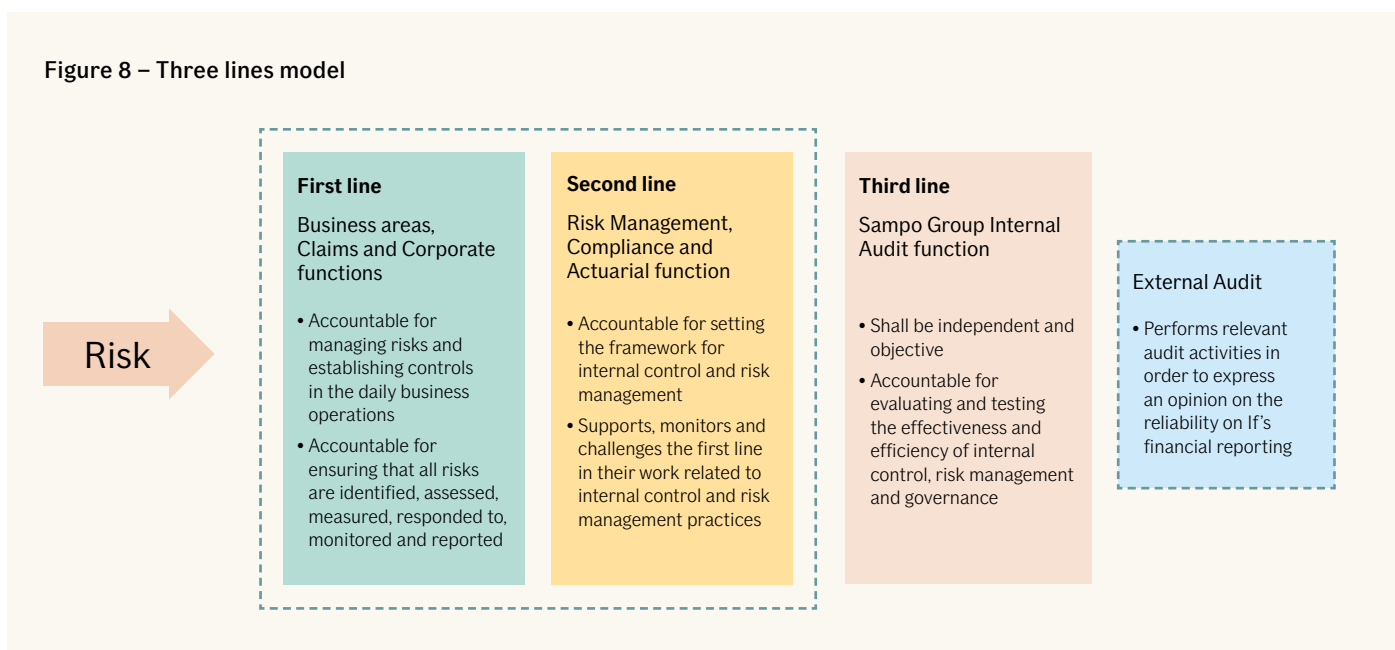 Figure 8 – Three lines model
Risk
First line
Business areas,
Claims and Corporate
functions
• Accountable for
managing risks and
establishing controls
in the daily business
operations
• Accountable for
ensuring that all risks
are identified, assessed,
measured, responded to,
monitored and reported
Second line
Risk Management,
Compliance and
Actuarial function
• Accountable for setting
the framework for
internal control and risk
management
• Supports, monitors and
challenges the first line
in their work related to
internal control and risk
management practices
Third line
Sampo Group Internal
Audit function
• Shall be independent and
objective
• Accountable for
evaluating and testing
the effectiveness and
efficiency of internal
control, risk management
and governance
External Audit
• Performs relevant
audit activities in
order to express
an opinion on the
reliability on If's
financial reporting